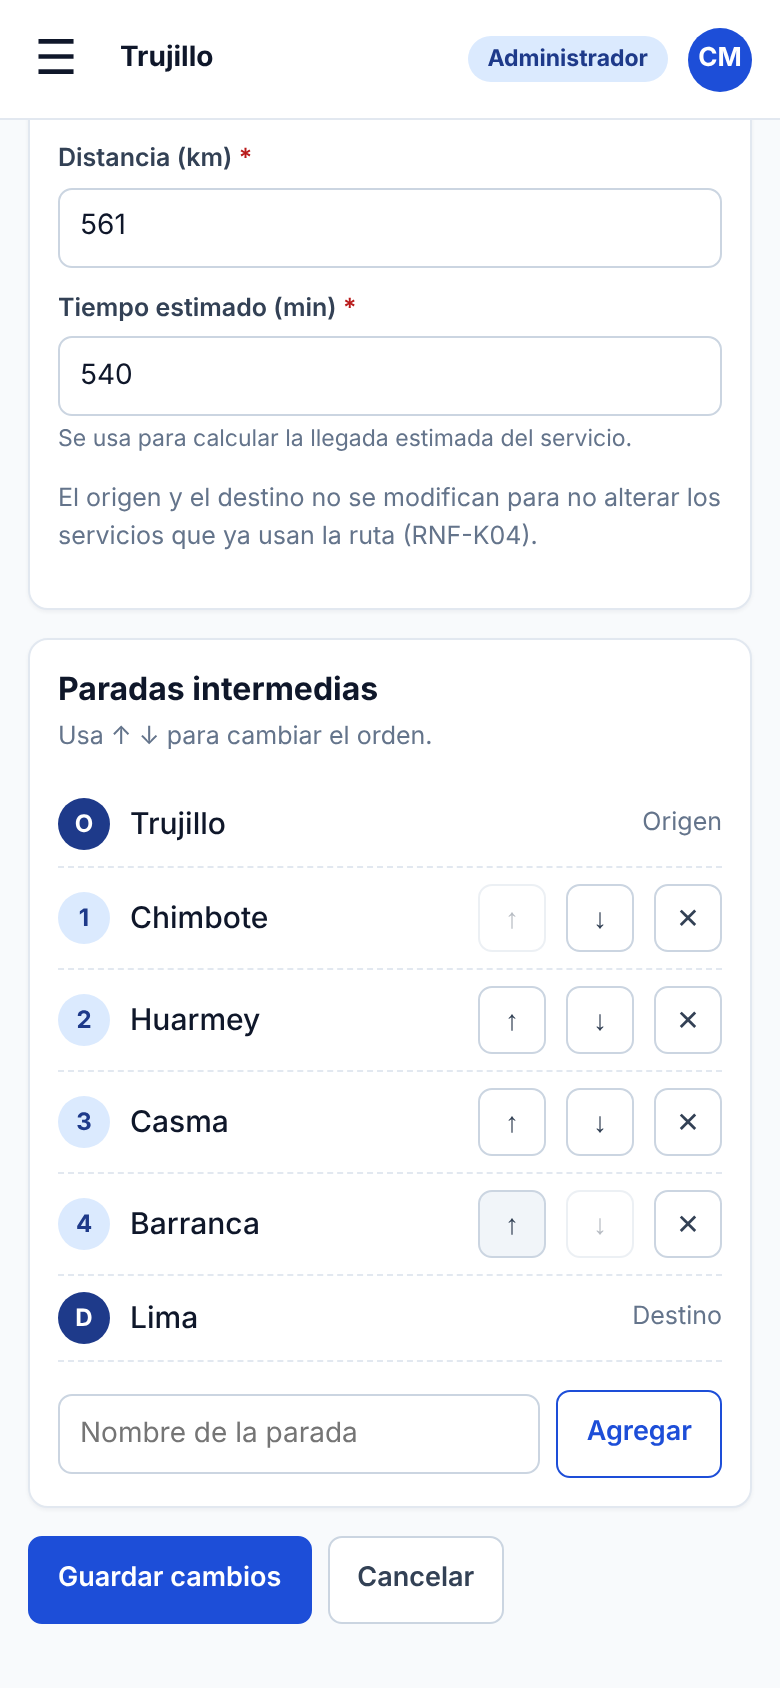 ☰ Trujillo Administrador CM
Distancia (km) *
561
Tiempo estimado (min) *
540
Se usa para calcular la llegada estimada del servicio.
El origen y el destino no se modifican para no alterar los
servicios que ya usan la ruta (RNF-K04).
Paradas intermedias
Usa ↑ ↓ para cambiar el orden.
O Trujillo Origen
1 Chimbote ↑ ↓ ✕
2 Huarmey ↑ ↓ ✕
3 Casma ↑ ↓ ✕
4 Barranca ↑ ↓ ✕
D Lima Destino
Nombre de la parada Agregar
Guardar cambios Cancelar